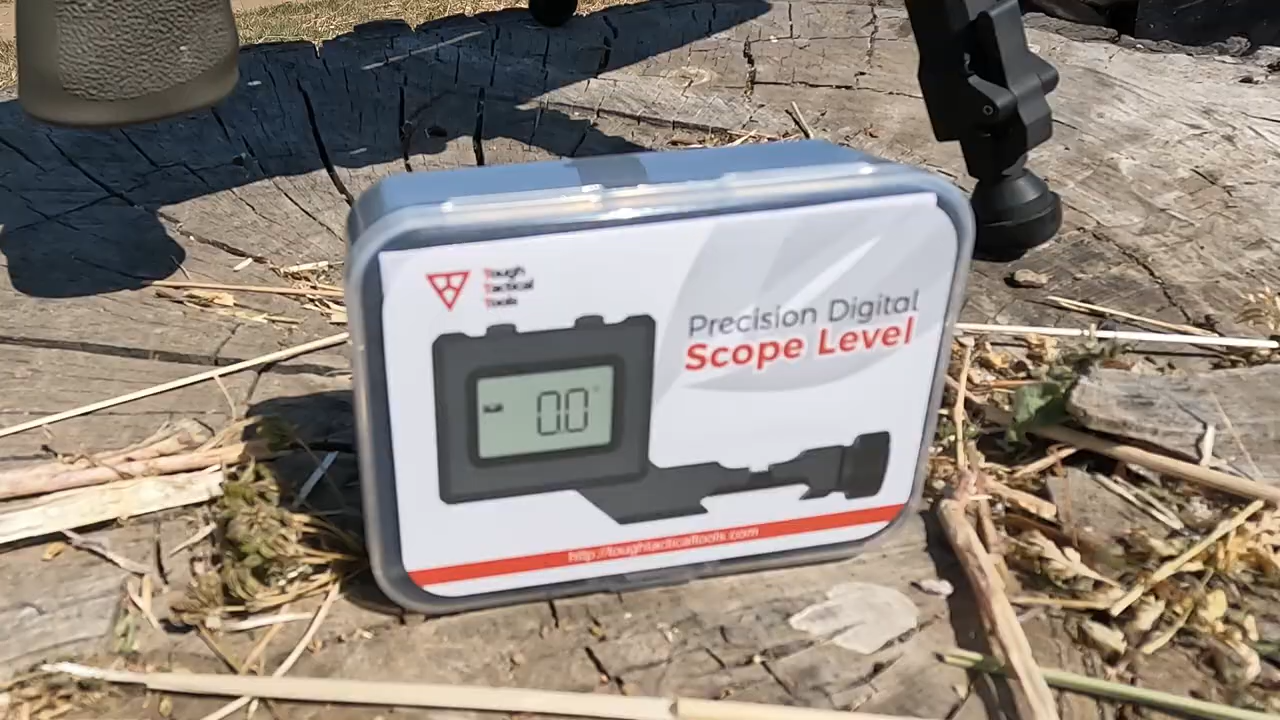 Tough
Tactical
Tools
Precision Digital
Scope Level
0.0°
http://toughtacticaltools.com